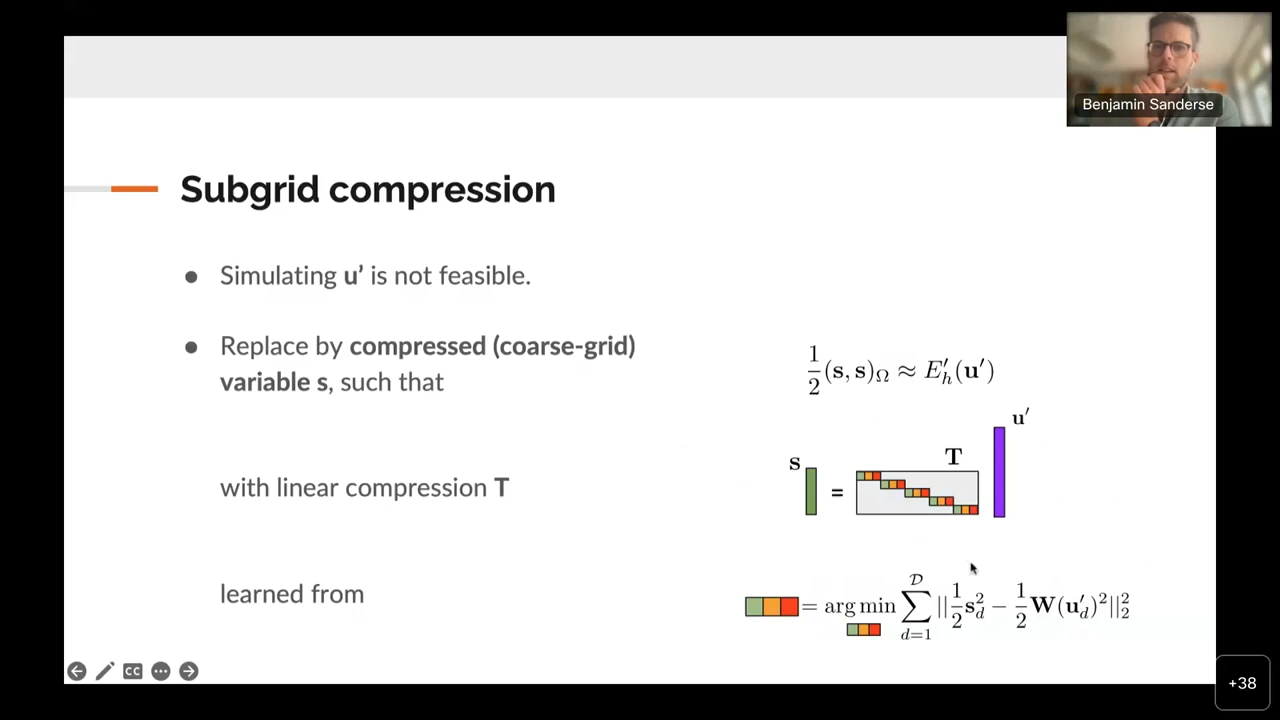 Benjamin Sanderse
Subgrid compression
● Simulating u’ is not feasible.
● Replace by compressed (coarse-grid)
variable s, such that
1/2 (s, s)_Ω ≈ E′_h(u′)
with linear compression T
s = T u′
learned from
= arg min ∑_{d=1}^{𝒟} ||1/2 s_d^2 − 1/2 W(u′_d)^2||_2^2
CC
+38